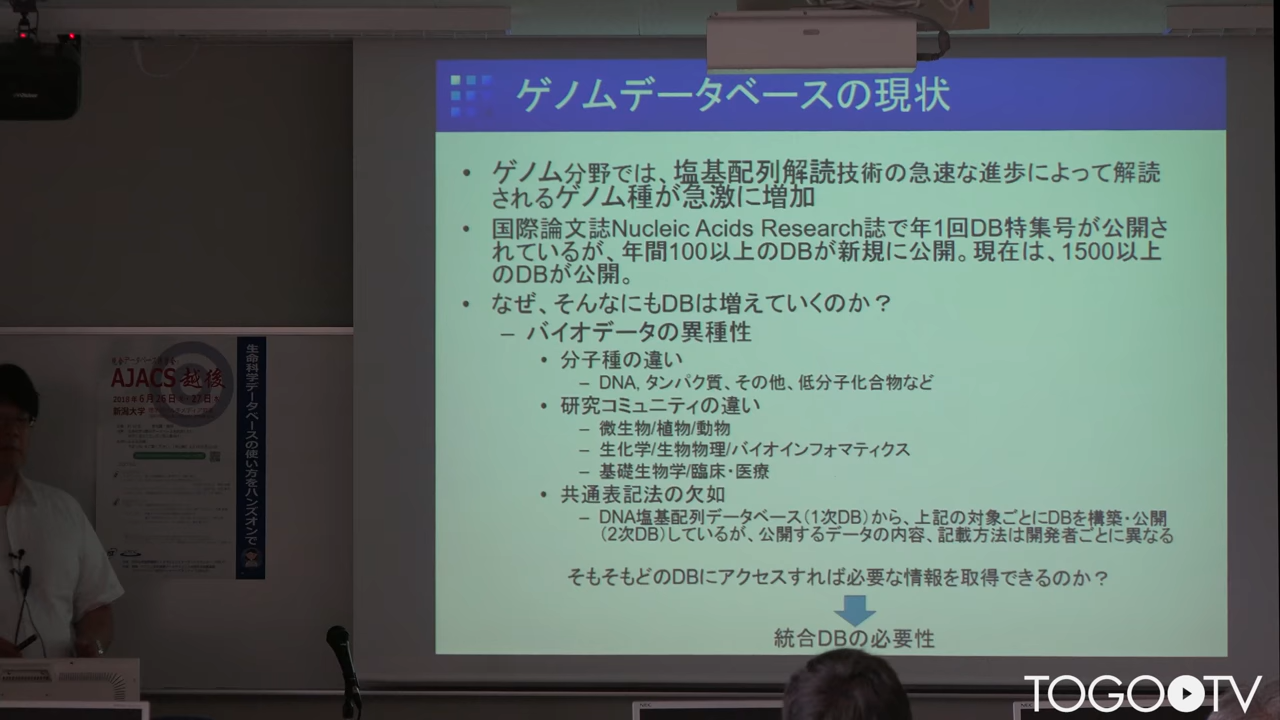 ゲノムデータベースの現状
• ゲノム分野では、塩基配列解読技術の急速な進歩によって解読
されるゲノム種が急激に増加
• 国際論文誌Nucleic Acids Research誌で年1回DB特集号が公開さ
れているが、年間100以上のDBが新規に公開。現在は、1500以上
のDBが公開。
• なぜ、そんなにもDBは増えていくのか？
– バイオデータの異種性
• 分子種の違い
– DNA, タンパク質、その他、低分子化合物など
• 研究コミュニティの違い
– 微生物/植物/動物
– 生化学/生物物理/バイオインフォマティクス
– 基礎生物学/臨床・医療
• 共通表記法の欠如
– DNA塩基配列データベース（1次DB）から、上記の対象ごとにDBを構築・公開
（2次DB）しているが、公開するデータの内容、記載方法は開発者ごとに異なる
そもそもどのDBにアクセスすれば必要な情報を取得できるのか？
統合DBの必要性
AJACS 越後
2018年6月26日
27日
新潟大学
生命科学データベースの使い方をハンズオンで
TOGOTV